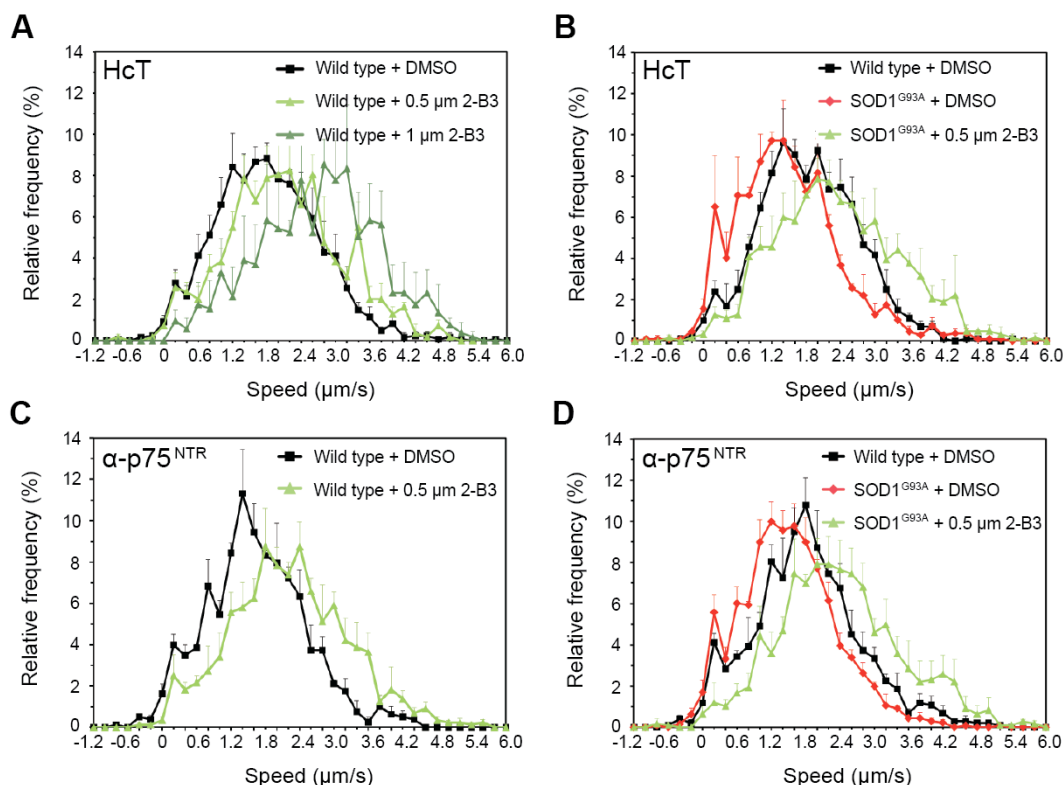 A
HcT
Wild type + DMSO
Wild type + 0.5 µm 2-B3
Wild type + 1 µm 2-B3
Relative frequency (%)
14
12
10
8
6
4
2
0
-1.2 -0.6 0 0.6 1.2 1.8 2.4 3.0 3.6 4.2 4.8 5.4 6.0
Speed (µm/s)
B
HcT
Wild type + DMSO
SOD1G93A + DMSO
SOD1G93A + 0.5 µm 2-B3
Relative frequency (%)
14
12
10
8
6
4
2
0
-1.2 -0.6 0 0.6 1.2 1.8 2.4 3.0 3.6 4.2 4.8 5.4 6.0
Speed (µm/s)
C
α-p75NTR
Wild type + DMSO
Wild type + 0.5 µm 2-B3
Relative frequency (%)
14
12
10
8
6
4
2
0
-1.2 -0.6 0 0.6 1.2 1.8 2.4 3.0 3.6 4.2 4.8 5.4 6.0
Speed (µm/s)
D
α-p75NTR
Wild type + DMSO
SOD1G93A + DMSO
SOD1G93A + 0.5 µm 2-B3
Relative frequency (%)
14
12
10
8
6
4
2
0
-1.2 -0.6 0 0.6 1.2 1.8 2.4 3.0 3.6 4.2 4.8 5.4 6.0
Speed (µm/s)